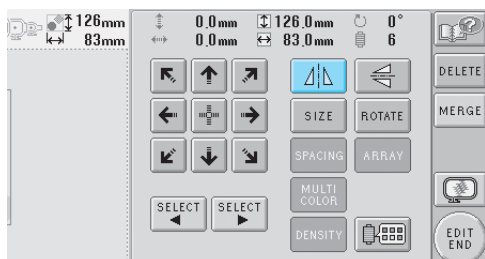 126mm 0.0mm 126.0mm 0°
83mm 0.0mm 83.0mm 6
DELETE
SIZE ROTATE MERGE
SPACING ARRAY
MULTI
COLOR
SELECT SELECT
DENSITY EDIT
END